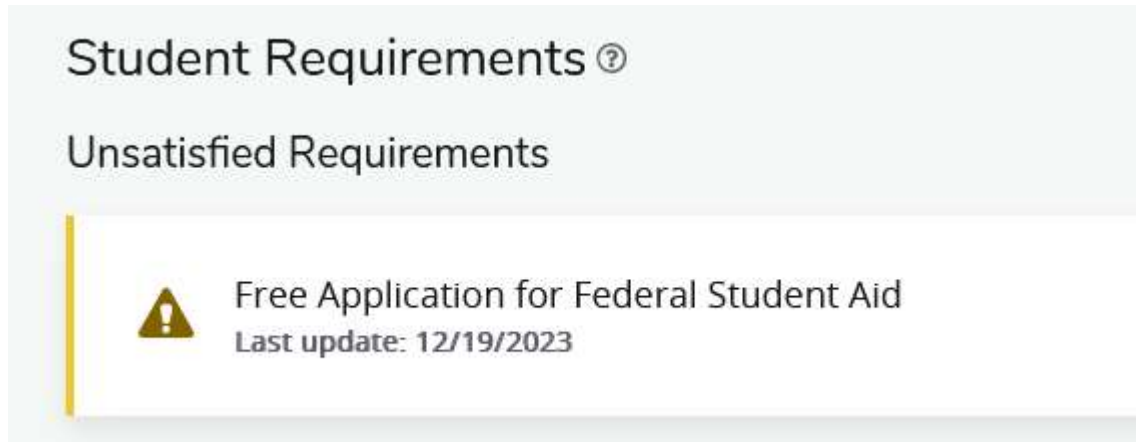 Student Requirements
Unsatisfied Requirements
Free Application for Federal Student Aid
Last update: 12/19/2023